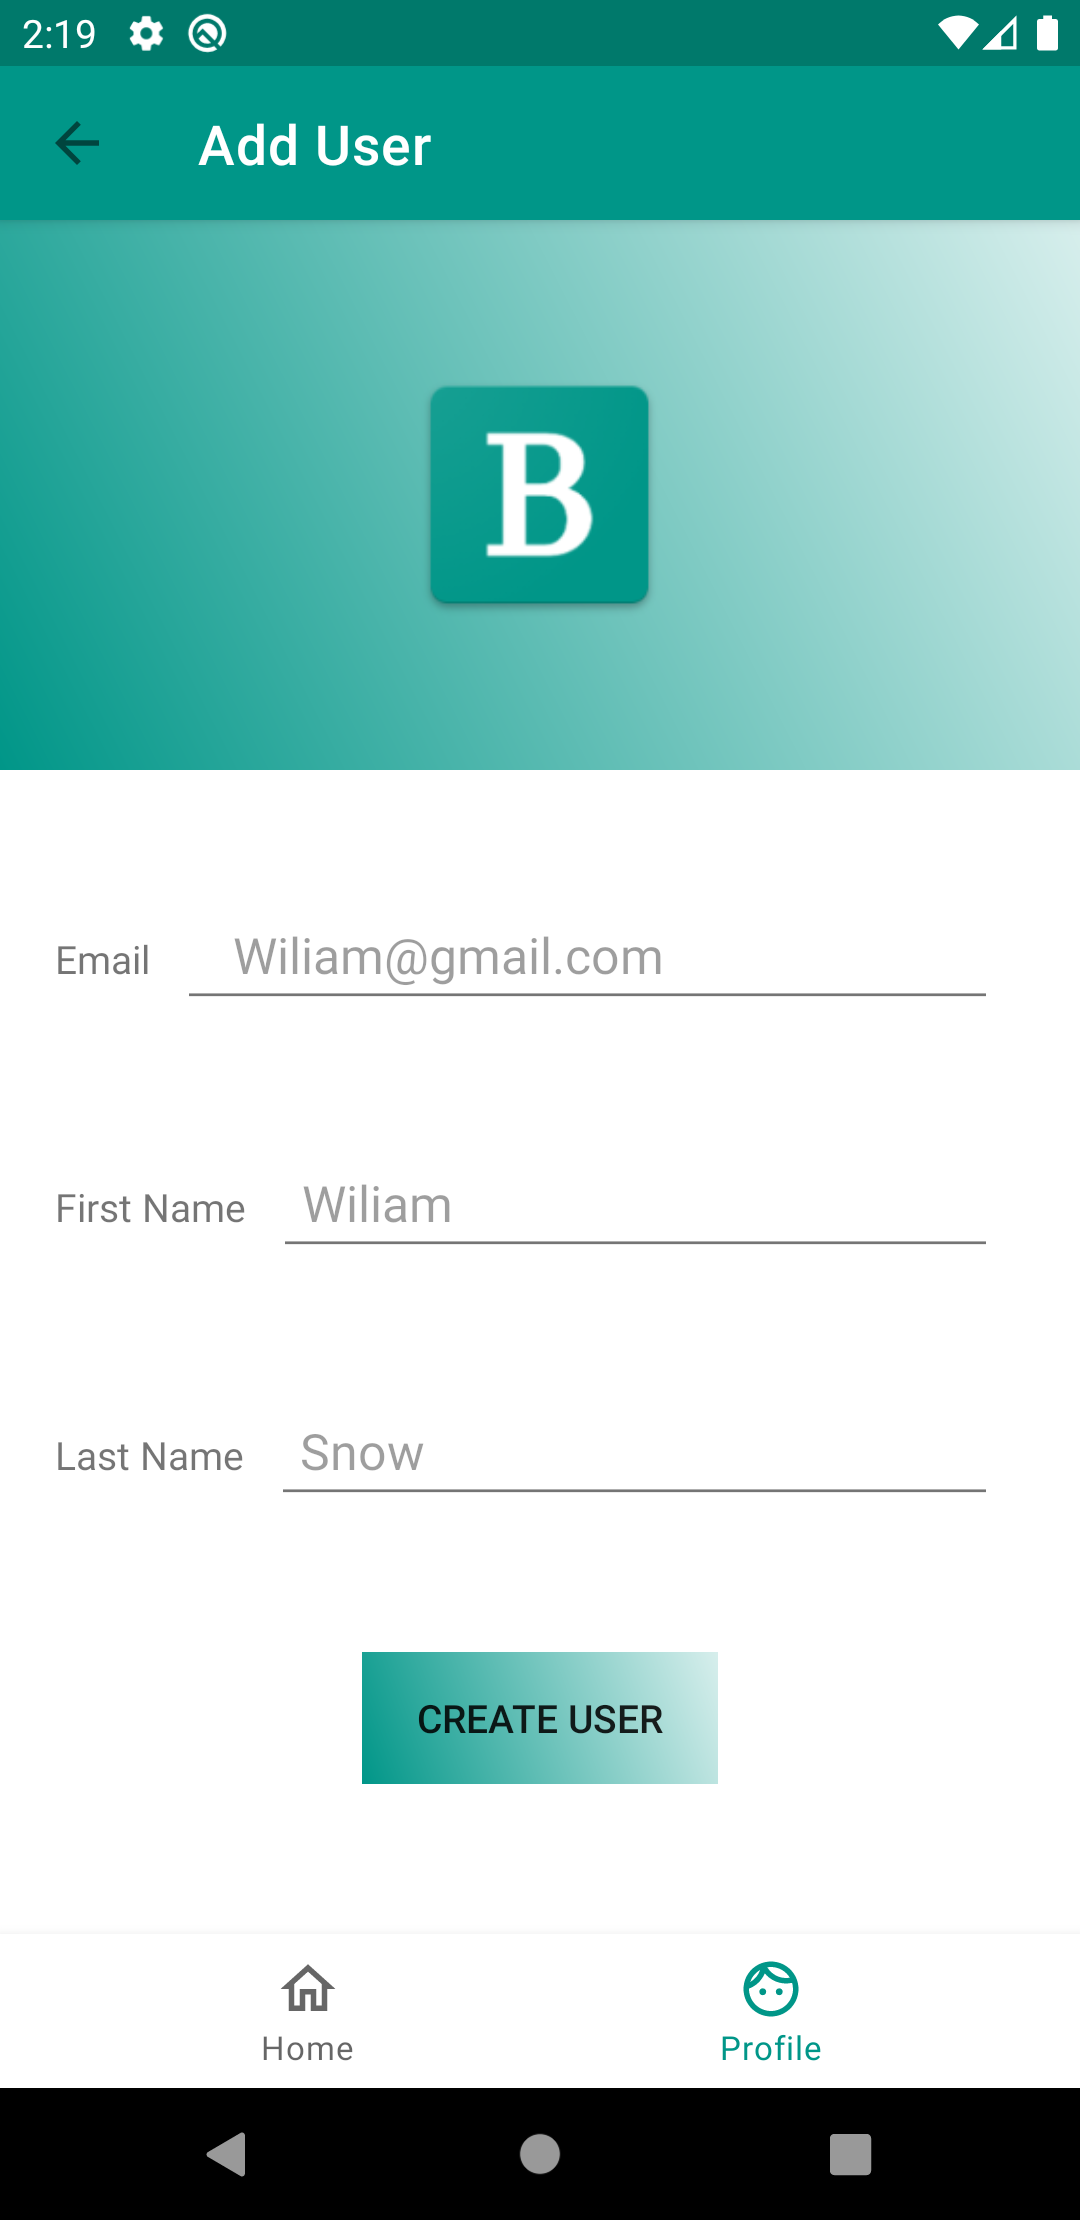 2:19
Add User
B
Email Wiliam@gmail.com
First Name Wiliam
Last Name Snow
CREATE USER
Home Profile